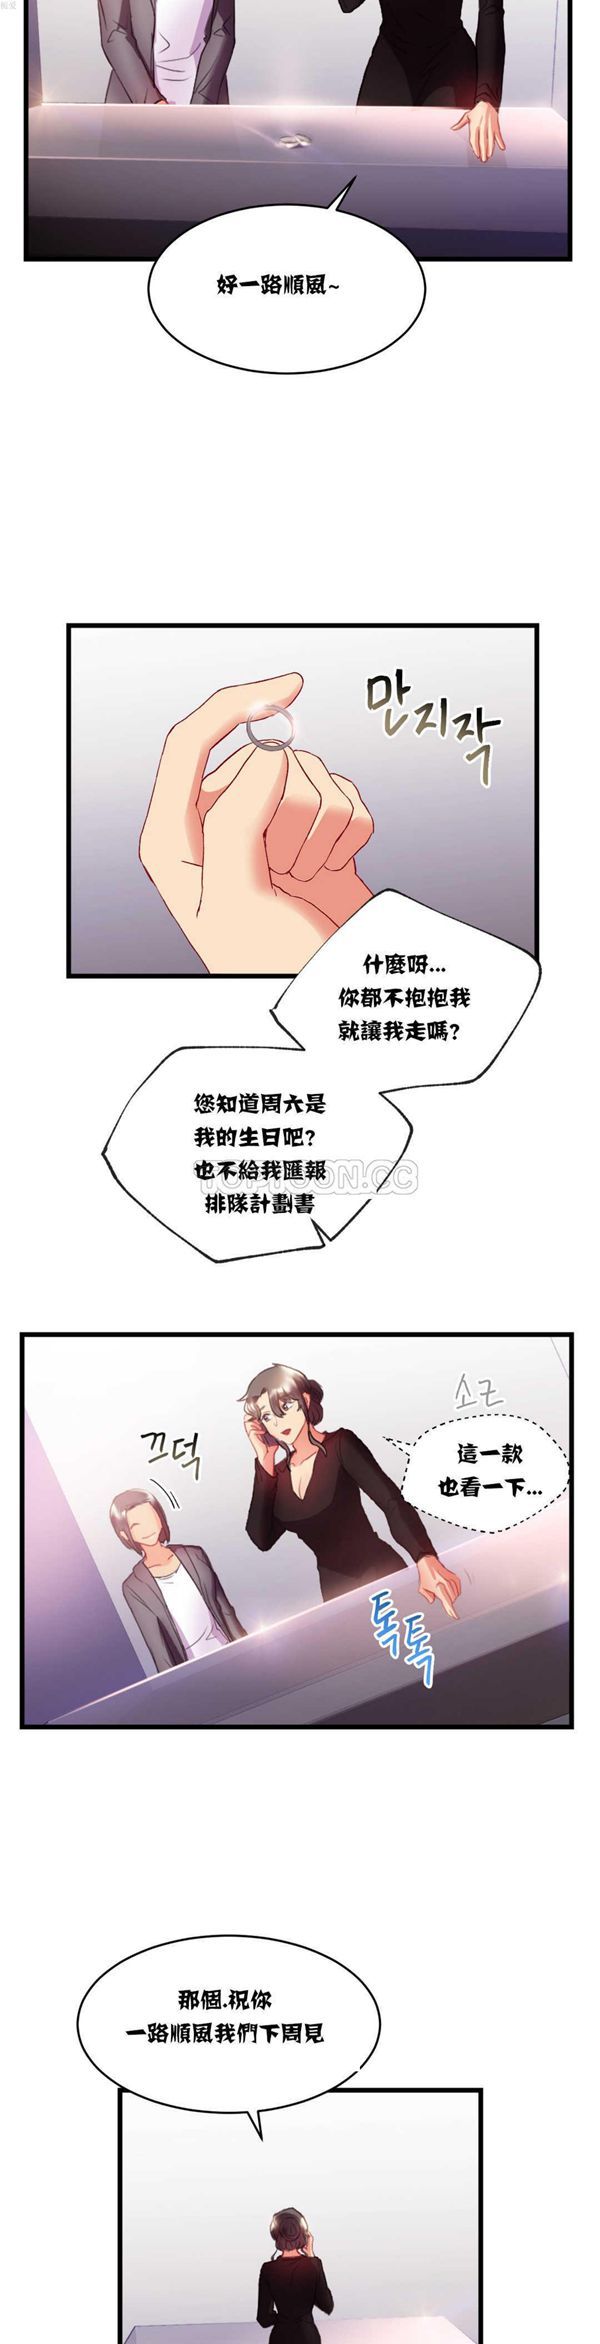 好一路順風~
만지작
什麼呀...
你都不抱抱我
就讓我走嗎?
您知道周六是
我的生日吧?
也不給我匯報
排隊計劃書
TOPTOON.CC
소근
끄덕
這一款
也看一下...
톡
톡
那個.祝你
一路順風我們下周見